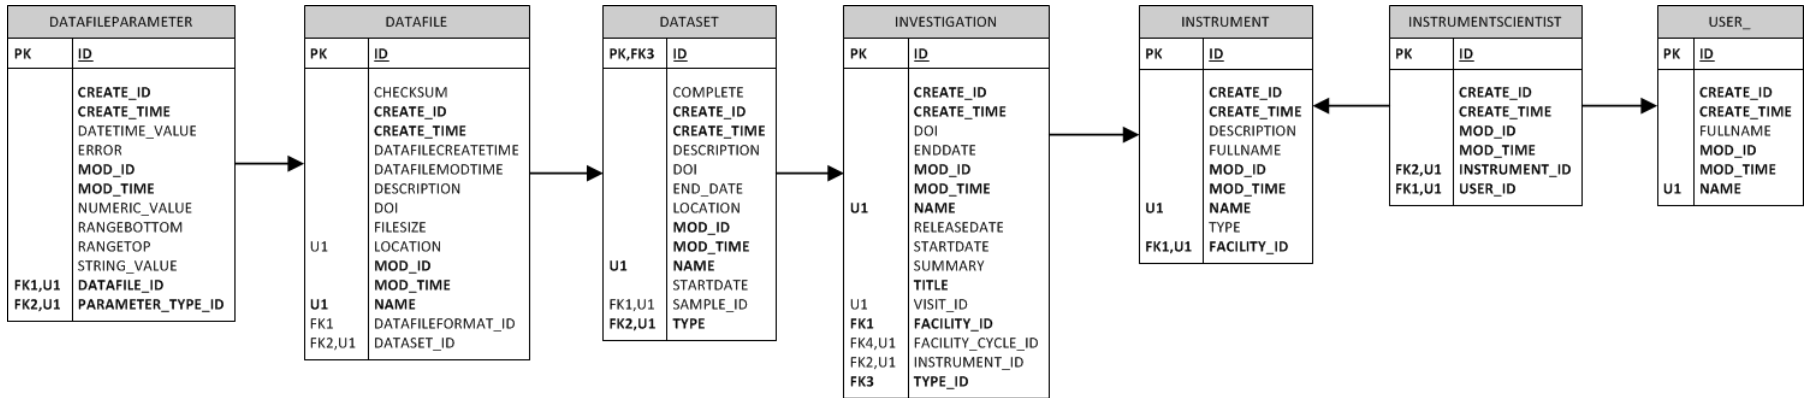 DATAFILEPARAMETER
PK ID
CREATE_ID
CREATE_TIME
DATETIME_VALUE
ERROR
MOD_ID
MOD_TIME
NUMERIC_VALUE
RANGEBOTTOM
RANGETOP
STRING_VALUE
FK1,U1 DATAFILE_ID
FK2,U1 PARAMETER_TYPE_ID
DATAFILE
PK ID
CHECKSUM
CREATE_ID
CREATE_TIME
DATAFILECREATETIME
DATAFILEMODTIME
DESCRIPTION
DOI
FILESIZE
U1 LOCATION
MOD_ID
MOD_TIME
U1 NAME
FK1 DATAFILEFORMAT_ID
FK2,U1 DATASET_ID
DATASET
PK,FK3 ID
COMPLETE
CREATE_ID
CREATE_TIME
DESCRIPTION
DOI
END_DATE
LOCATION
MOD_ID
MOD_TIME
U1 NAME
STARTDATE
FK1,U1 SAMPLE_ID
FK2,U1 TYPE
INVESTIGATION
PK ID
CREATE_ID
CREATE_TIME
DOI
ENDDATE
MOD_ID
MOD_TIME
U1 NAME
RELEASEDATE
STARTDATE
SUMMARY
TITLE
U1 VISIT_ID
FK1 FACILITY_ID
FK4,U1 FACILITY_CYCLE_ID
FK2,U1 INSTRUMENT_ID
FK3 TYPE_ID
INSTRUMENT
PK ID
CREATE_ID
CREATE_TIME
DESCRIPTION
FULLNAME
MOD_ID
MOD_TIME
U1 NAME
TYPE
FK1,U1 FACILITY_ID
INSTRUMENTSCIENTIST
PK ID
CREATE_ID
CREATE_TIME
MOD_ID
MOD_TIME
FK2,U1 INSTRUMENT_ID
FK1,U1 USER_ID
USER_
PK ID
CREATE_ID
CREATE_TIME
FULLNAME
MOD_ID
MOD_TIME
U1 NAME